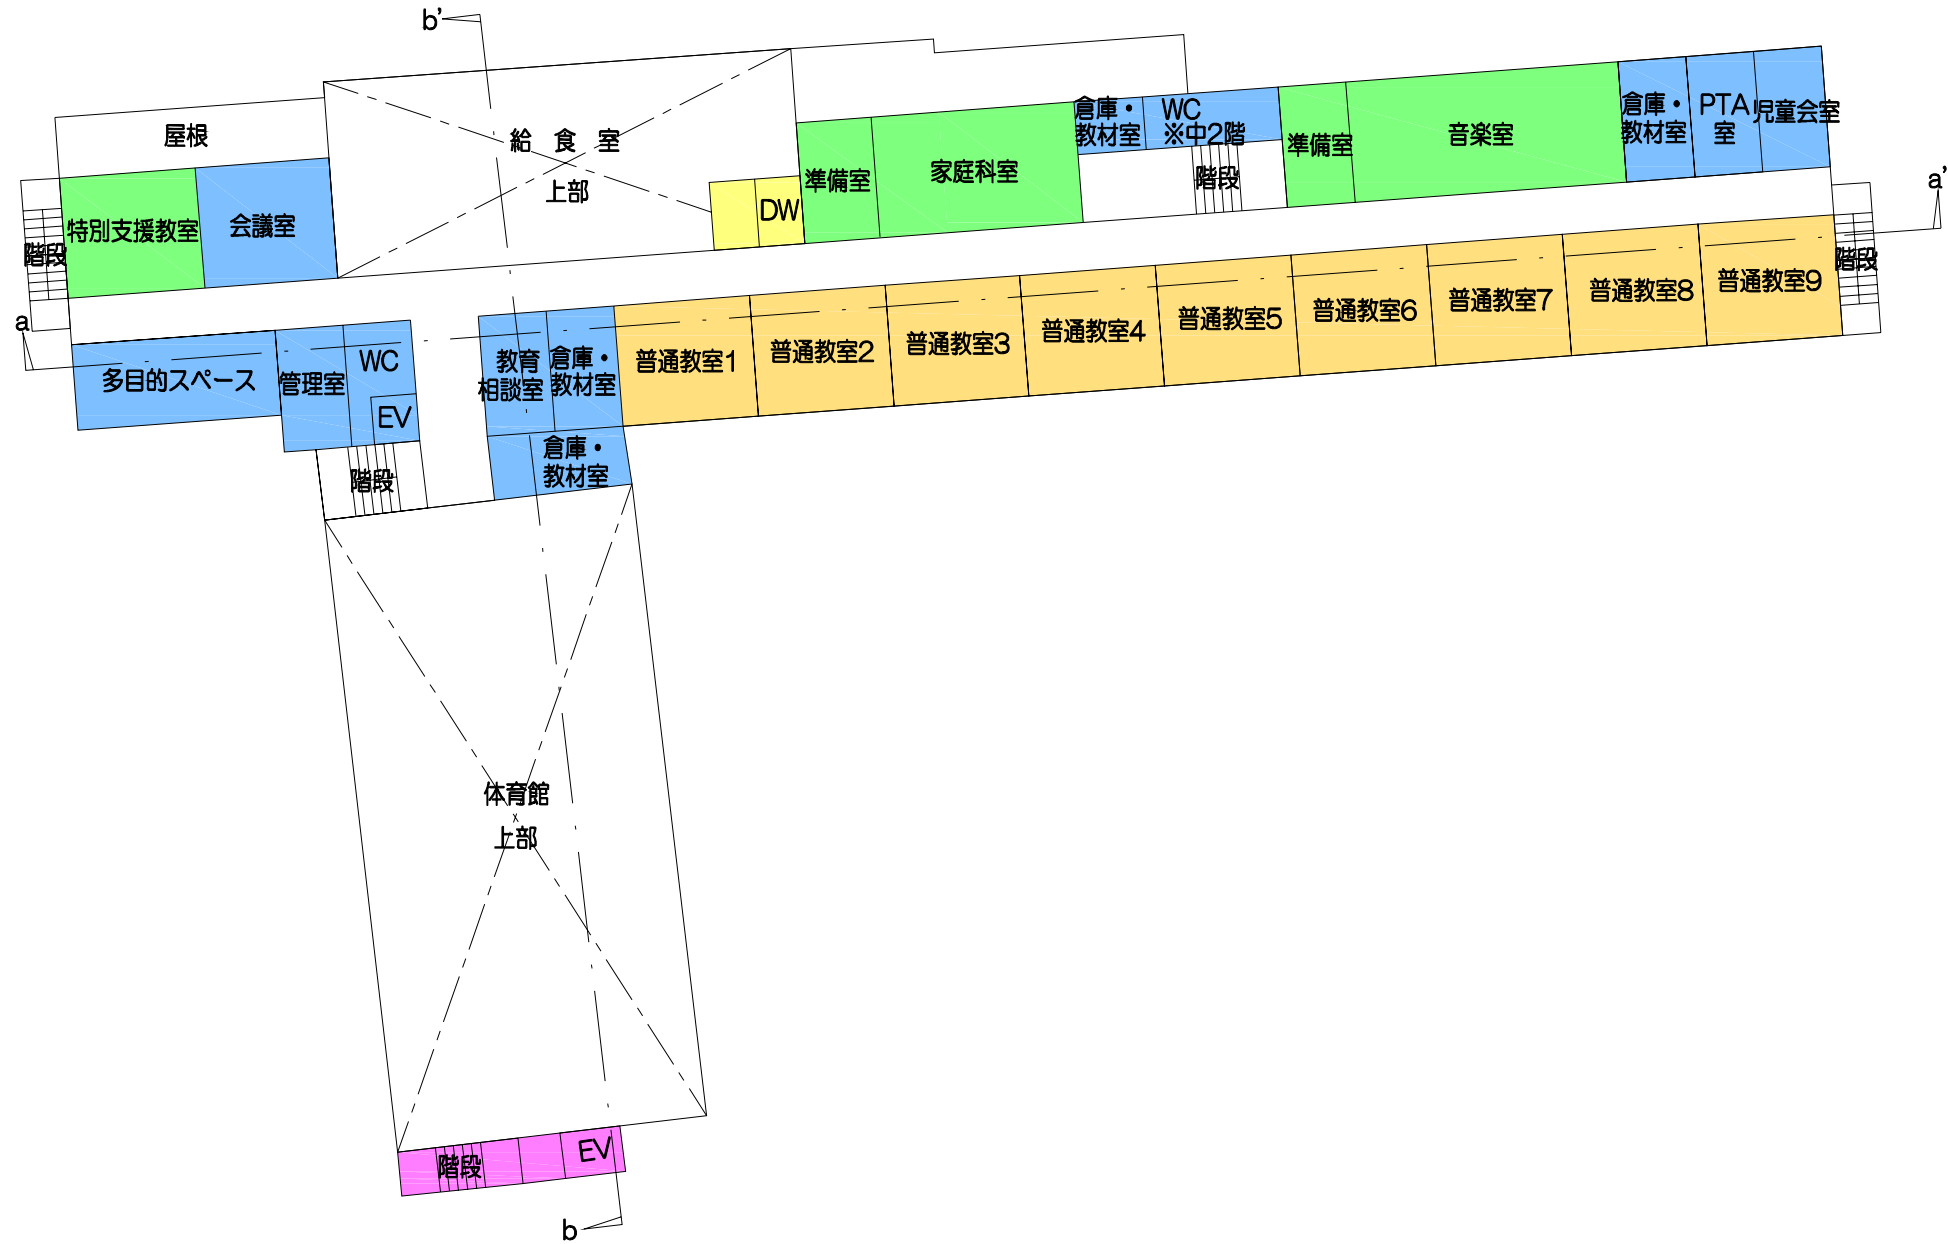 b’
屋根
給 食 室
上部
DW
準備室
家庭科室
倉庫・
教材室
WC
※中2階
階段
準備室
音楽室
倉庫・
教材室
PTA
室
児童会室
a’
特別支援教室
会議室
階段
a
多目的スペース
管理室
WC
EV
階段
教育
相談室
倉庫・
教材室
倉庫・
教材室
普通教室1
普通教室2
普通教室3
普通教室4
普通教室5
普通教室6
普通教室7
普通教室8
普通教室9
階段
体育館
上部
階段
EV
b